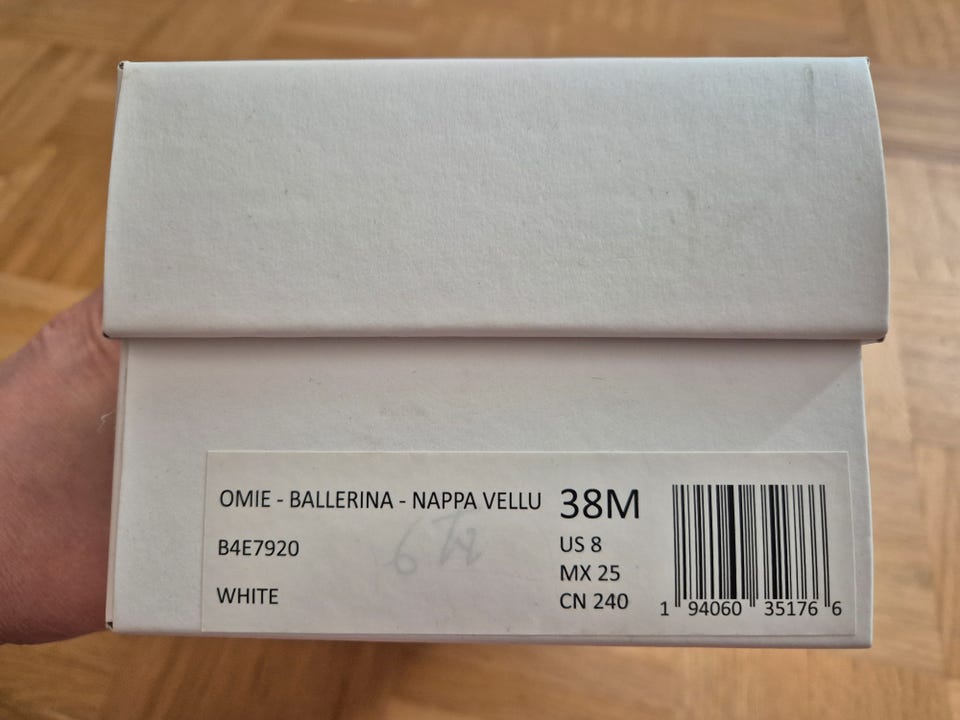 OMIE - BALLERINA - NAPPA VELLU
38M
B4E7920
US 8
MX 25
WHITE
CN 240
1 94060 35176 6